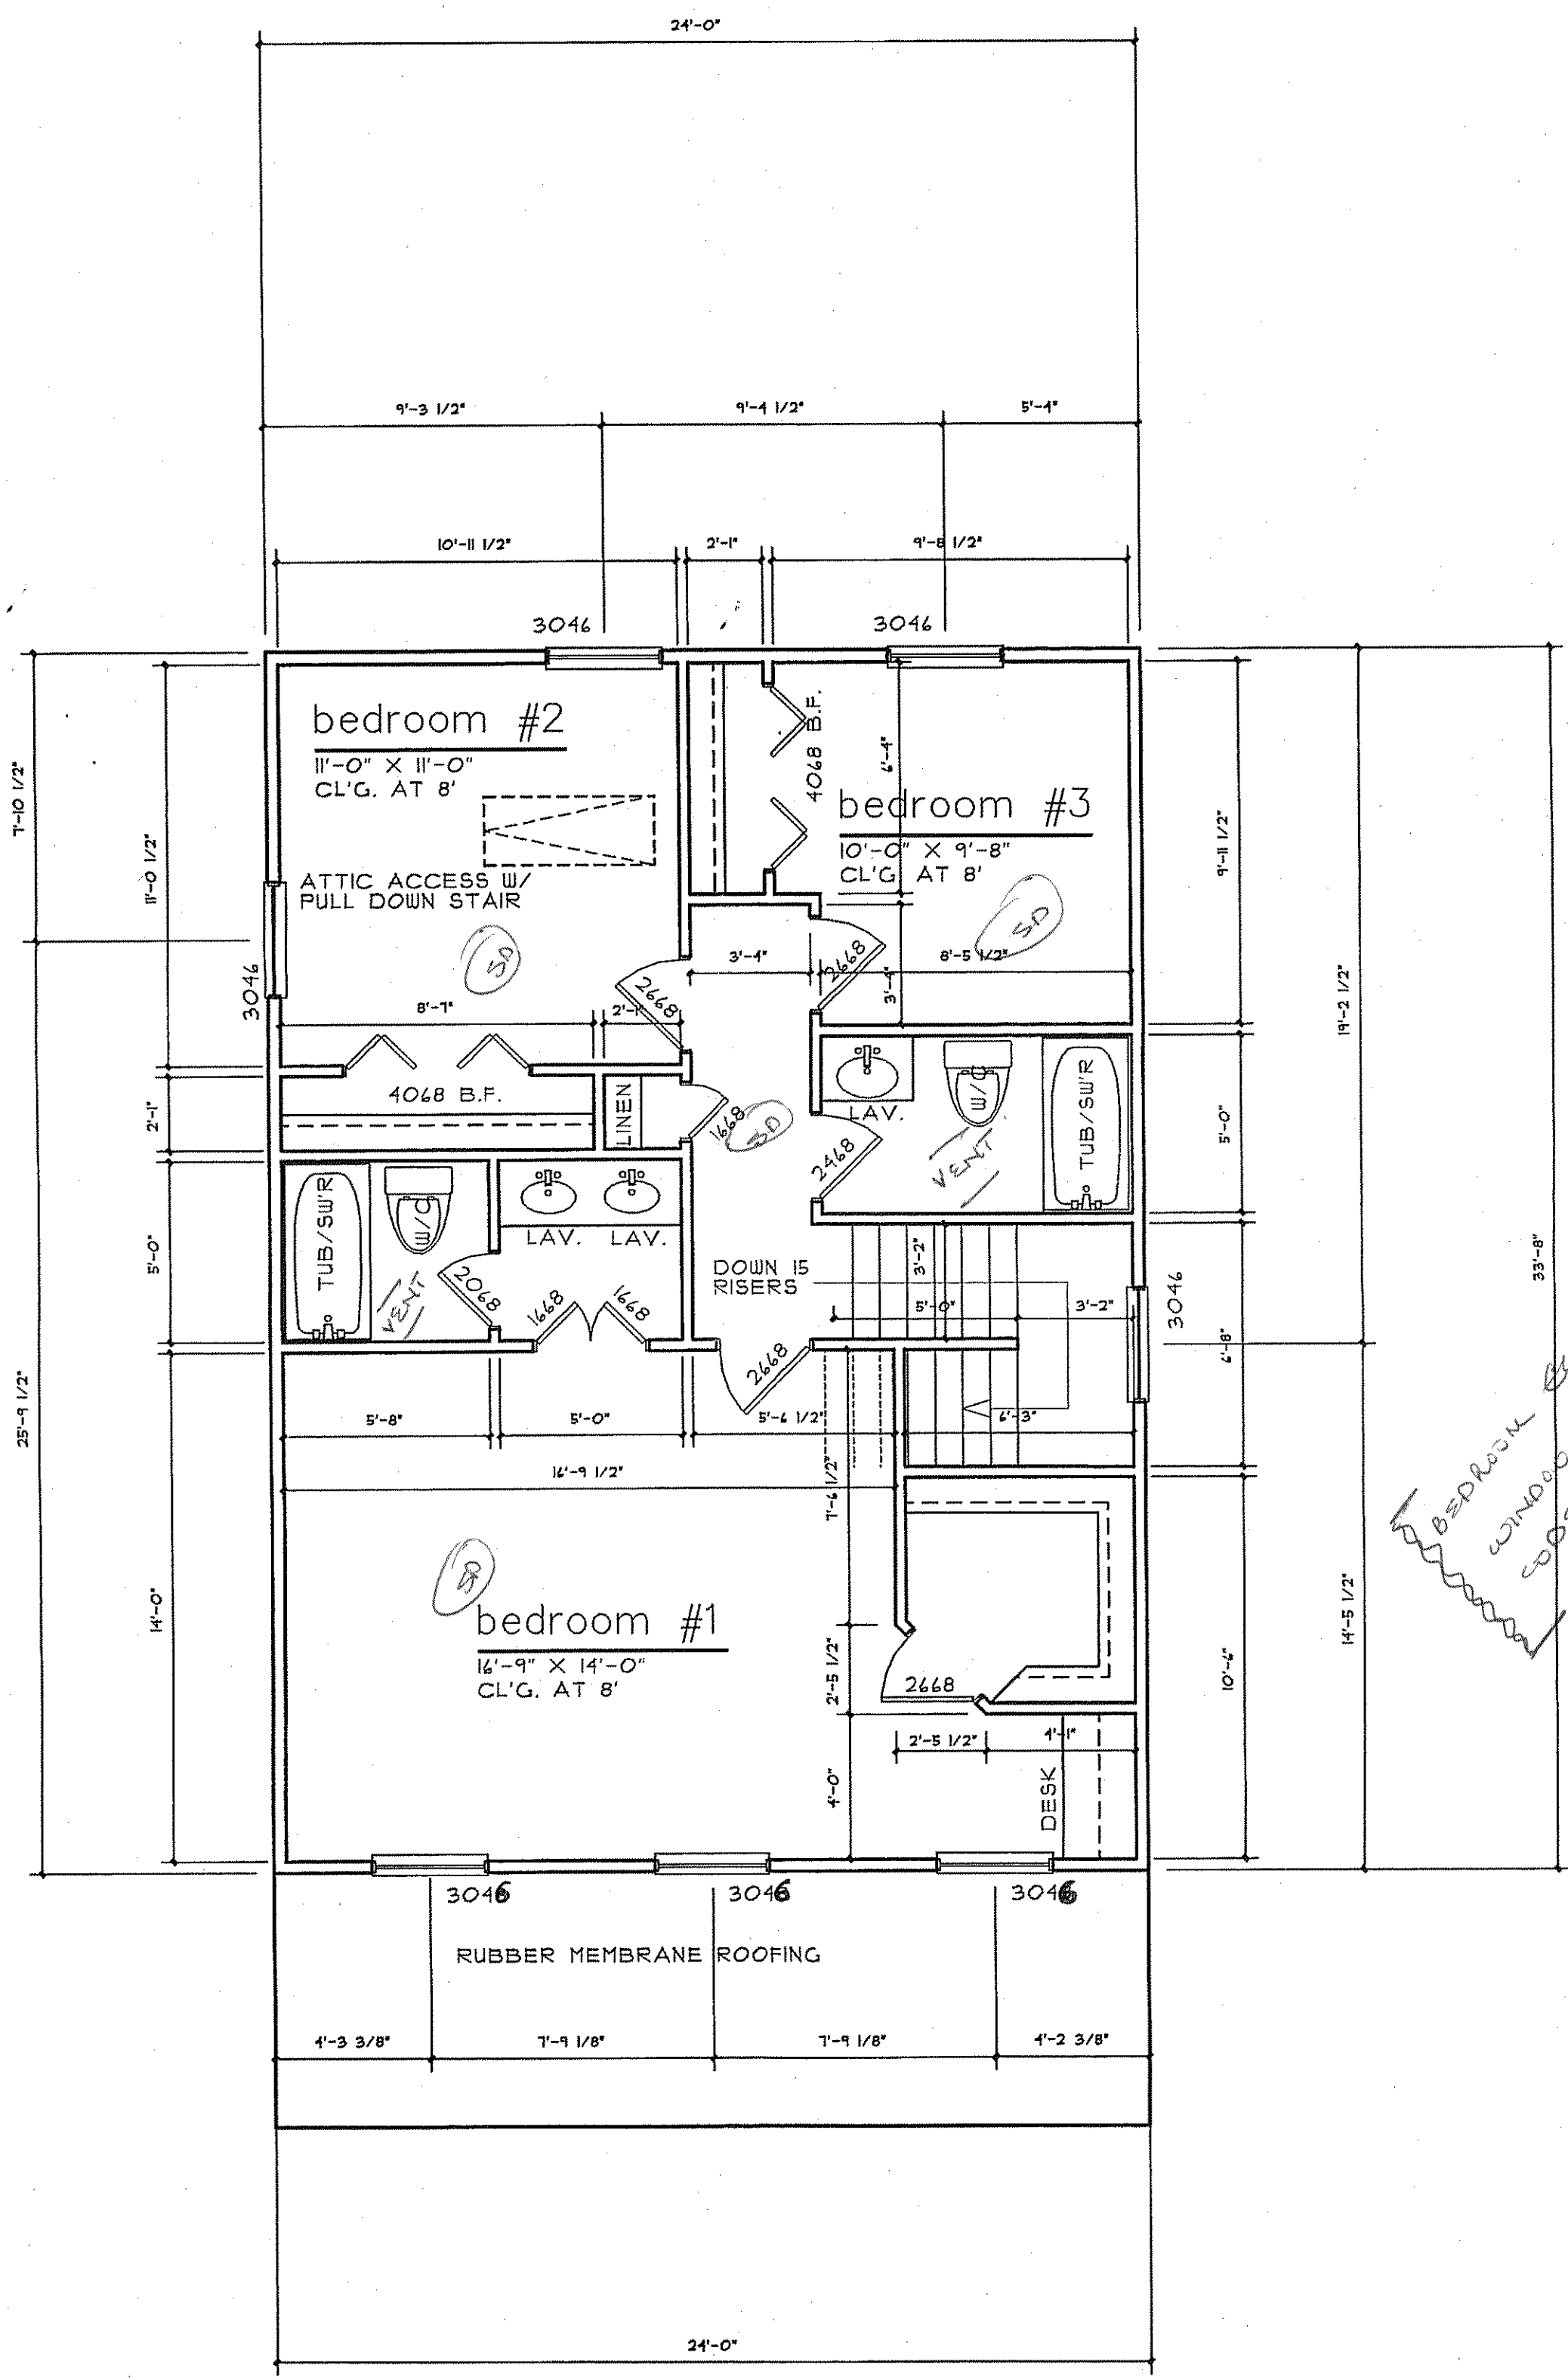 24'-0"
9'-3 1/2"
9'-4 1/2"
5'-4"
10'-11 1/2"
2'-1"
9'-8 1/2"
3046
3046
bedroom #2
11'-0" X 11'-0"
CL'G. AT 8'
4068 B.F.
6'-4"
bedroom #3
10'-0" X 9'-8"
CL'G. AT 8'
7'-10 1/2"
11'-0 1/2"
9'-11 1/2"
ATTIC ACCESS W/
PULL DOWN STAIR
SD
SD
3046
2668
3'-4"
2668
8'-5 1/2"
3'-4"
8'-7"
2'-1"
19'-2 1/2"
4068 B.F.
LINEN
1668
SD
LAV.
W/C
TUB/SW'R
2'-1"
5'-0"
2468
VENT
TUB/SW'R
W/C
LAV.
LAV.
5'-0"
VENT
2068
1668
1668
DOWN 15
RISERS
3'-2"
5'-0"
3'-2"
3046
6'-8"
33'-8"
2668
5'-8"
5'-0"
5'-6 1/2"
6'-3"
25'-9 1/2"
16'-9 1/2"
7'-6 1/2"
BEDROOM
SD
bedroom #1
16'-9" X 14'-0"
CL'G. AT 8'
14'-0"
2'-5 1/2"
2668
10'-6"
14'-5 1/2"
2'-5 1/2"
4'-1"
4'-0"
DESK
3046
3046
3046
RUBBER MEMBRANE ROOFING
4'-3 3/8"
7'-9 1/8"
7'-9 1/8"
4'-2 3/8"
24'-0"